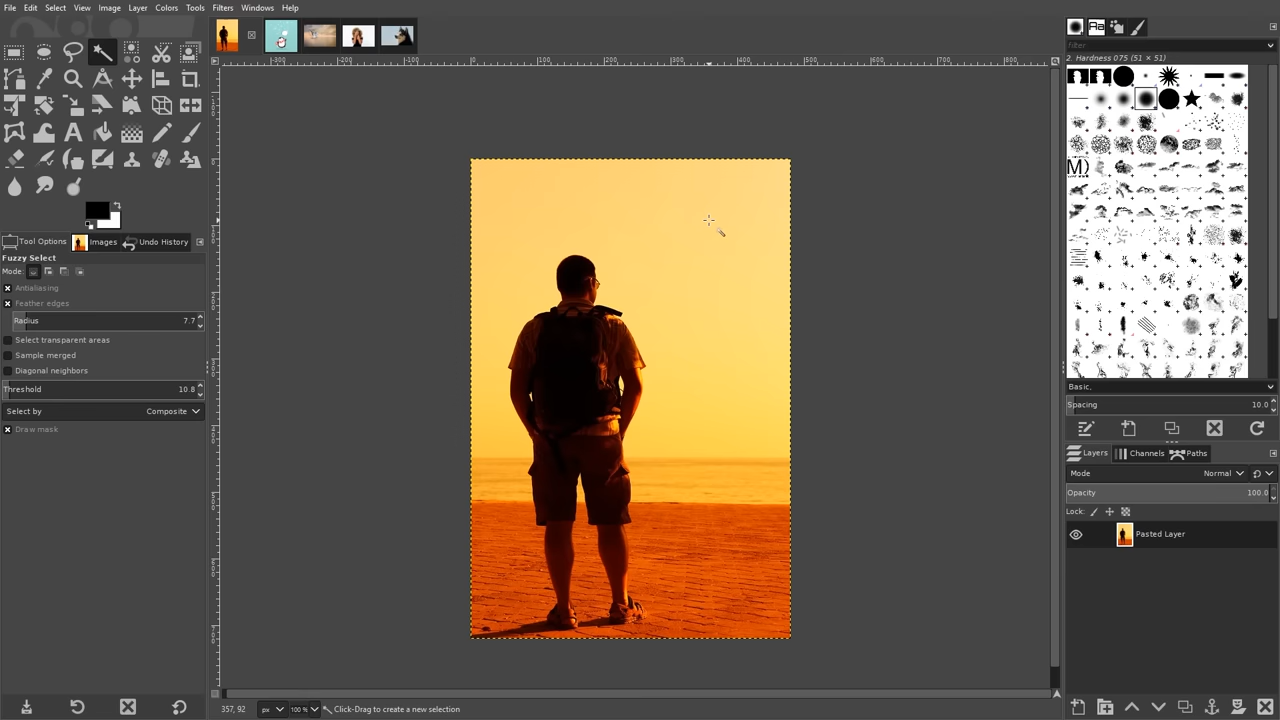 File Edit Select View Image Layer Colors Tools Filters Windows Help
filter
2. Hardness 075 (51 × 51)
Tool Options Images Undo History
Fuzzy Select
Mode:
Antialiasing
Feather edges
Radius 7.7
Select transparent areas
Sample merged
Diagonal neighbors
Threshold 10.8
Select by Composite
Draw mask
Basic,
Spacing 10.0
Layers Channels Paths
Mode Normal
Opacity 100.0
Lock:
Pasted Layer
357, 92 px 100 % Click-Drag to create a new selection